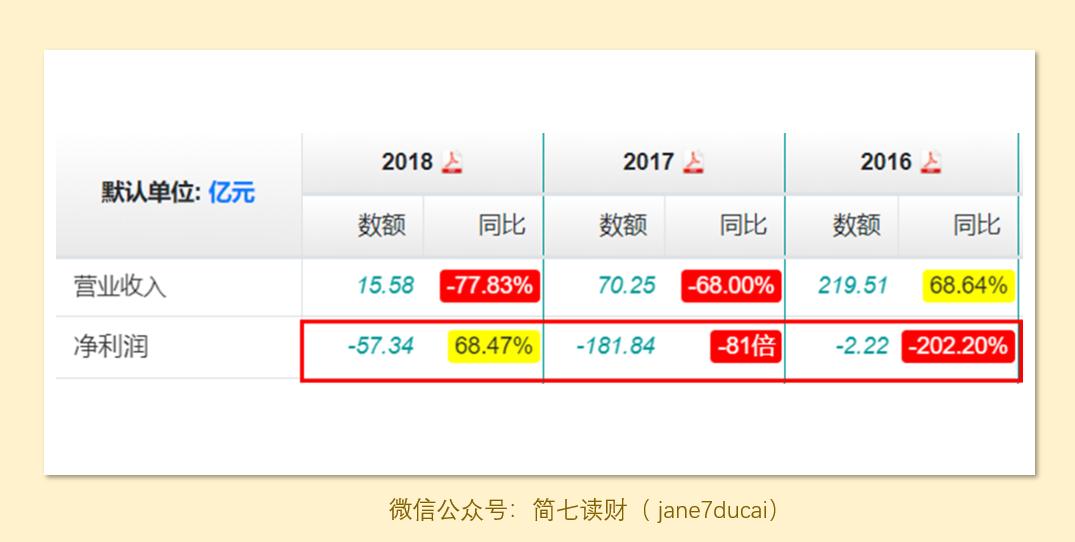 2018 2017 2016
默认单位: 亿元
数额 同比 数额 同比 数额 同比
营业收入 15.58 -77.83% 70.25 -68.00% 219.51 68.64%
净利润 -57.34 68.47% -181.84 -81倍 -2.22 -202.20%
微信公众号：简七读财（jane7ducai）